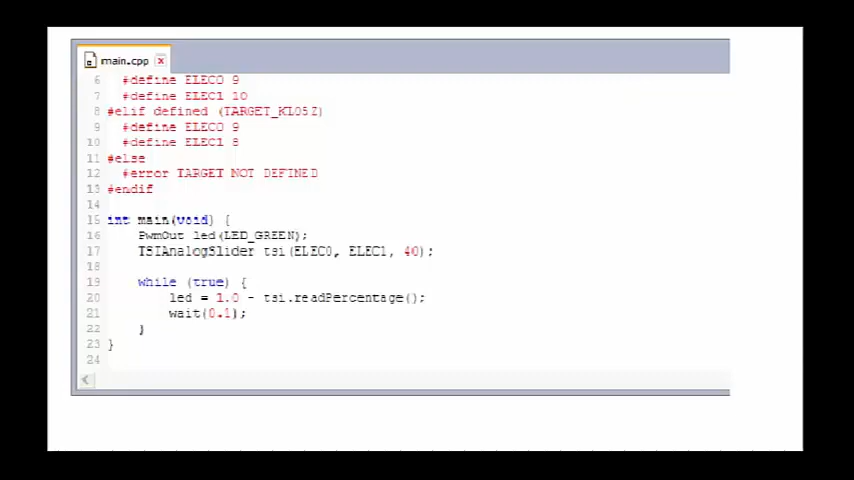 main.cpp
6 #define ELEC0 9
7 #define ELEC1 10
8 #elif defined (TARGET_KL05Z)
9 #define ELEC0 9
10 #define ELEC1 8
11 #else
12 #error TARGET NOT DEFINED
13 #endif
14
15 int main(void) {
16 PwmOut led(LED_GREEN);
17 TSIAnalogSlider tsi(ELEC0, ELEC1, 40);
18
19 while (true) {
20 led = 1.0 - tsi.readPercentage();
21 wait(0.1);
22 }
23 }
24